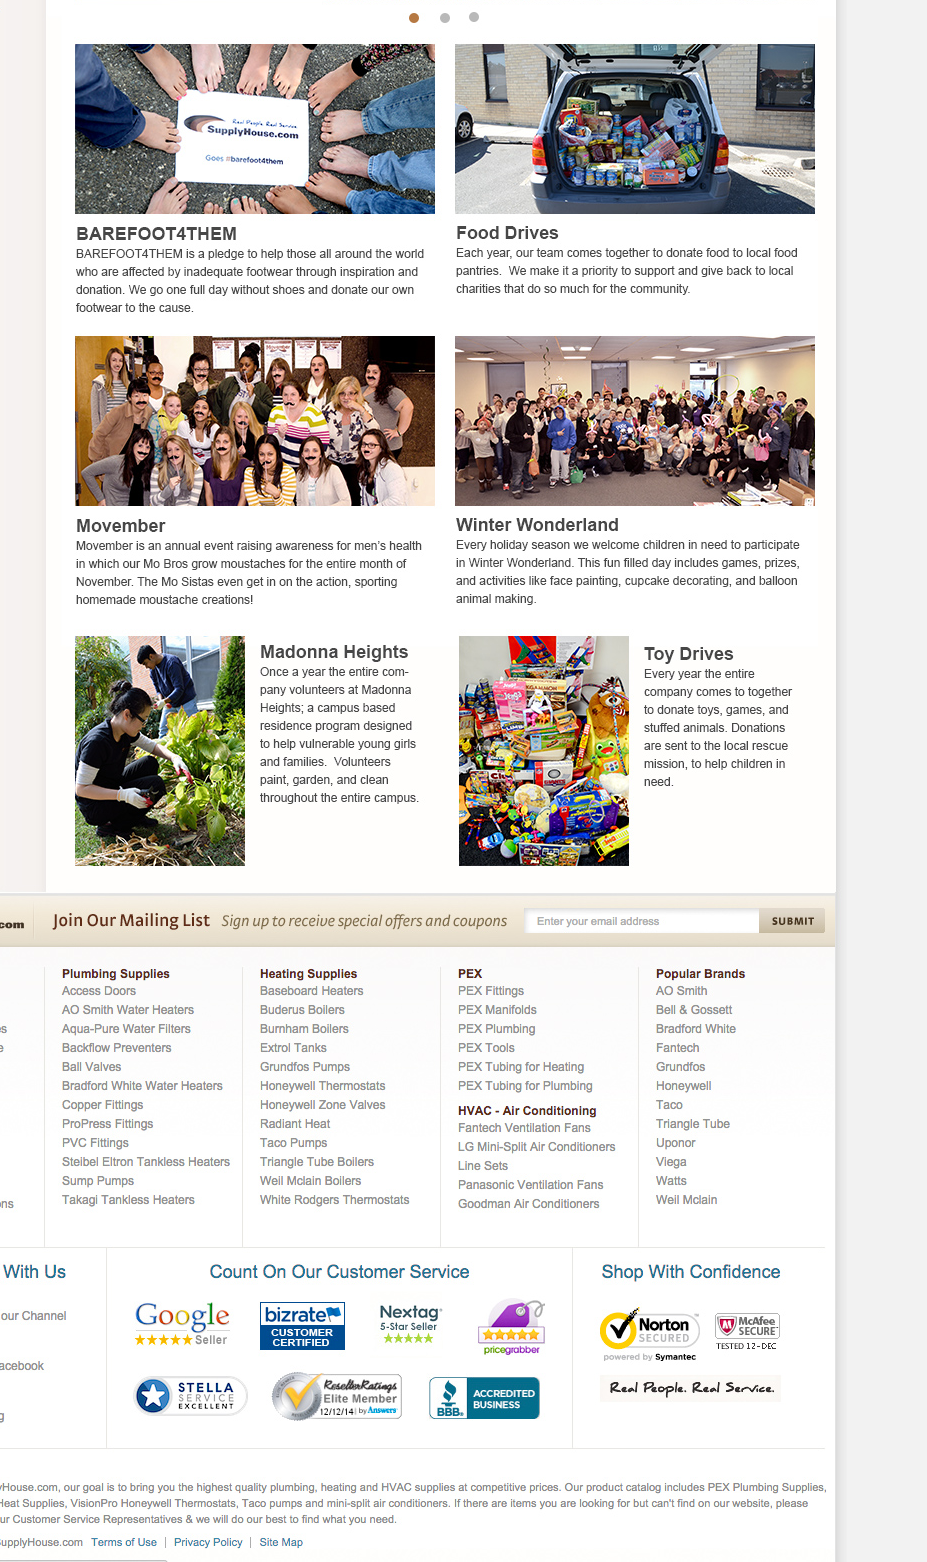 Real People. Real Service
SupplyHouse.com
Goes #barefoot4them
BAREFOOT4THEM
BAREFOOT4THEM is a pledge to help those all around the world
who are affected by inadequate footwear through inspiration and
donation. We go one full day without shoes and donate our own
footwear to the cause.
Food Drives
Each year, our team comes together to donate food to local food
pantries. We make it a priority to support and give back to local
charities that do so much for the community.
Movember
Movember is an annual event raising awareness for men's health
in which our Mo Bros grow moustaches for the entire month of
November. The Mo Sistas even get in on the action, sporting
homemade moustache creations!
Winter Wonderland
Every holiday season we welcome children in need to participate
in Winter Wonderland. This fun filled day includes games, prizes,
and activities like face painting, cupcake decorating, and balloon
animal making.
Madonna Heights
Once a year the entire com-
pany volunteers at Madonna
Heights; a campus based
residence program designed
to help vulnerable young girls
and families. Volunteers
paint, garden, and clean
throughout the entire campus.
Toy Drives
Every year the entire
company comes to together
to donate toys, games, and
stuffed animals. Donations
are sent to the local rescue
mission, to help children in
need.
com
Join Our Mailing List Sign up to receive special offers and coupons
Enter your email address
SUBMIT
Plumbing Supplies
Access Doors
AO Smith Water Heaters
Aqua-Pure Water Filters
Backflow Preventers
Ball Valves
Bradford White Water Heaters
Copper Fittings
ProPress Fittings
PVC Fittings
Steibel Eltron Tankless Heaters
Sump Pumps
Takagi Tankless Heaters
Heating Supplies
Baseboard Heaters
Buderus Boilers
Burnham Boilers
Extrol Tanks
Grundfos Pumps
Honeywell Thermostats
Honeywell Zone Valves
Radiant Heat
Taco Pumps
Triangle Tube Boilers
Weil Mclain Boilers
White Rodgers Thermostats
PEX
PEX Fittings
PEX Manifolds
PEX Plumbing
PEX Tools
PEX Tubing for Heating
PEX Tubing for Plumbing
HVAC - Air Conditioning
Fantech Ventilation Fans
LG Mini-Split Air Conditioners
Line Sets
Panasonic Ventilation Fans
Goodman Air Conditioners
Popular Brands
AO Smith
Bell & Gossett
Bradford White
Fantech
Grundfos
Honeywell
Taco
Triangle Tube
Uponor
Viega
Watts
Weil Mclain
With Us
our Channel
acebook
Count On Our Customer Service
Google
Seller
bizrate
CUSTOMER
CERTIFIED
Nextag
5-Star Seller
pricegrabber
STELLA
SERVICE
EXCELLENT
ResellerRatings
Elite Member
12/12/14 | by Answers
BBB
ACCREDITED
BUSINESS
Shop With Confidence
Norton
SECURED
powered by Symantec
McAfee
SECURE
TESTED 12-DEC
Real People. Real Service.
yHouse.com, our goal is to bring you the highest quality plumbing, heating and HVAC supplies at competitive prices. Our product catalog includes PEX Plumbing Supplies,
Heat Supplies, VisionPro Honeywell Thermostats, Taco pumps and mini-split air conditioners. If there are items you are looking for but can't find on our website, please
ur Customer Service Representatives & we will do our best to find what you need.
SupplyHouse.com Terms of Use | Privacy Policy | Site Map